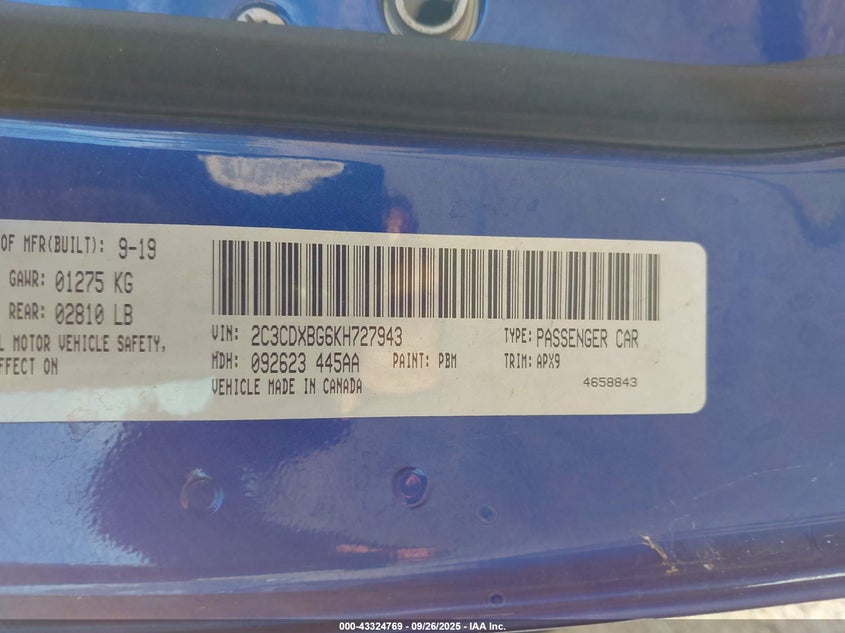 OF MFR(BUILT): 9-19
GAWR: 01275 KG
REAR: 02810 LB
MOTOR VEHICLE SAFETY,
EFFECT ON
VIN: 2C3CDXBG6KH727943 TYPE: PASSENGER CAR
MDH: 092623 445AA PAINT: PBM TRIM: APX9
VEHICLE MADE IN CANADA 4658843
000-43324769 - 09/26/2025 - IAA Inc.